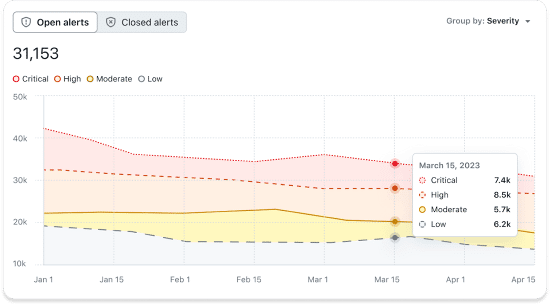 Open alerts
Closed alerts
Group by: Severity
31,153
Critical High Moderate Low
50k
40k
30k
20k
10k
March 15, 2023
Critical 7.4k
High 8.5k
Moderate 5.7k
Low 6.2k
Jan 1 Jan 15 Feb 1 Feb 15 Mar 1 Mar 15 Apr 1 Apr 15